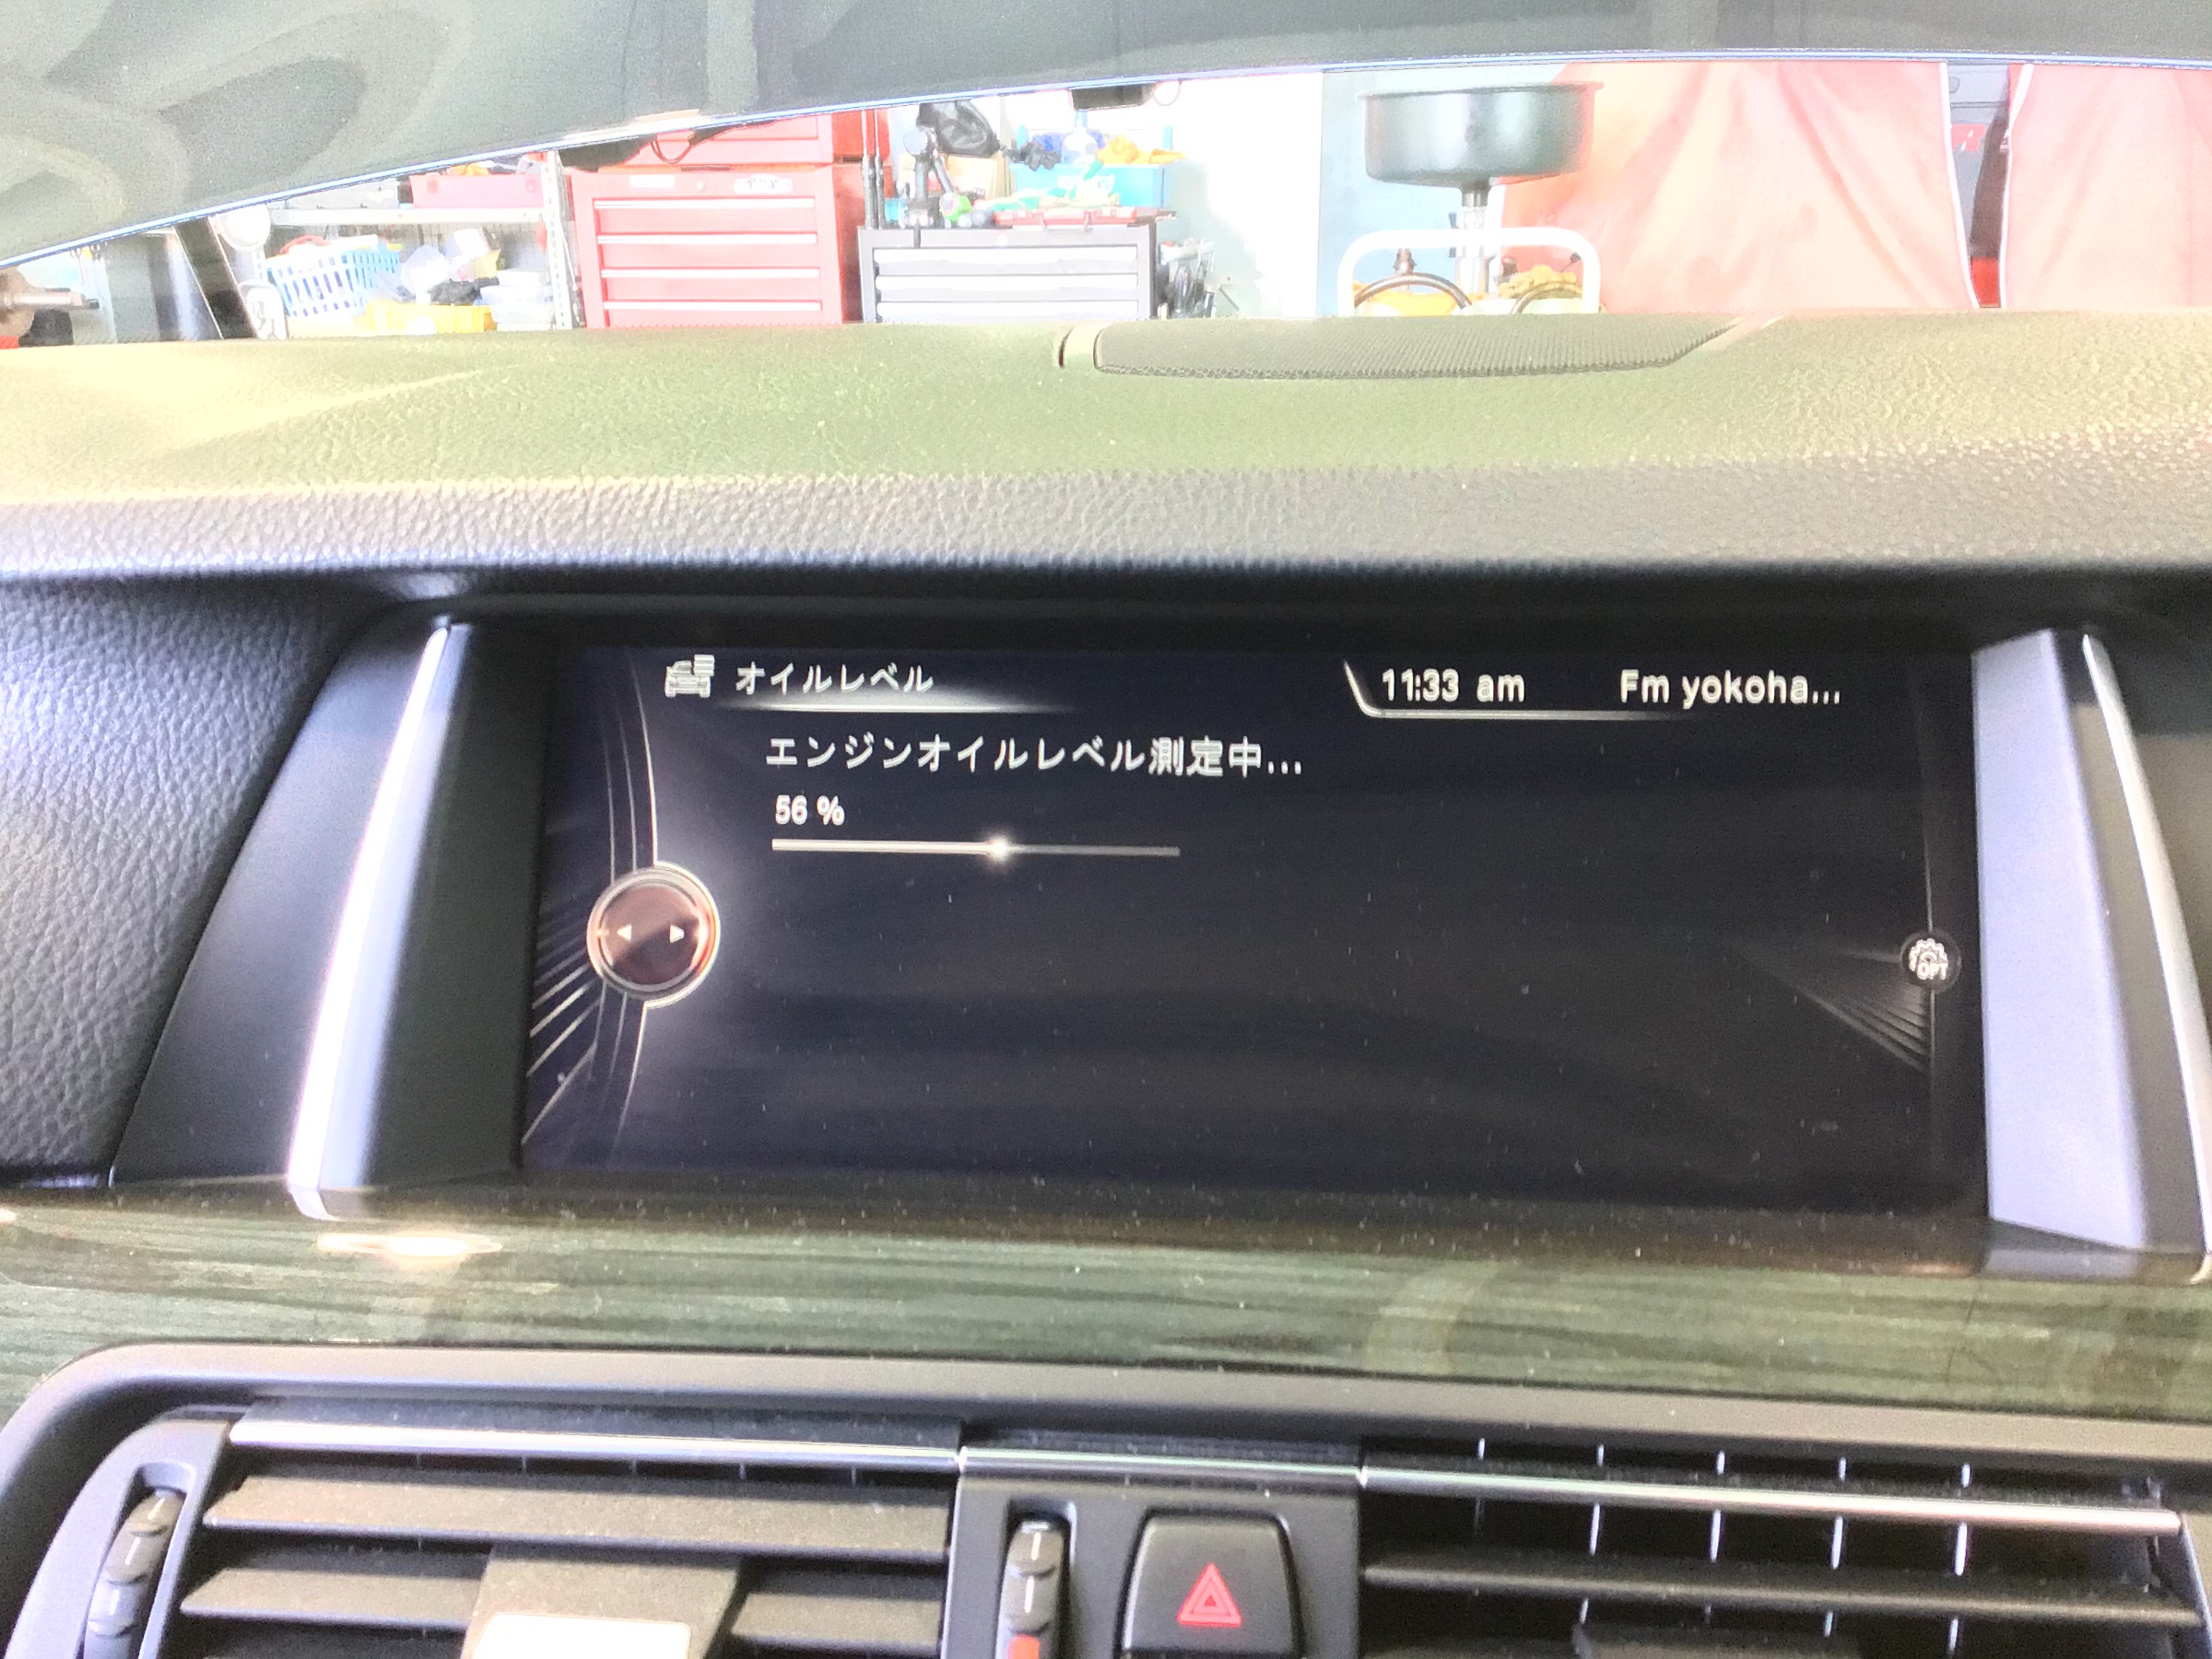 オイルレベル
11:33 am Fm yokoha...
エンジンオイルレベル測定中...
56 %
OPT